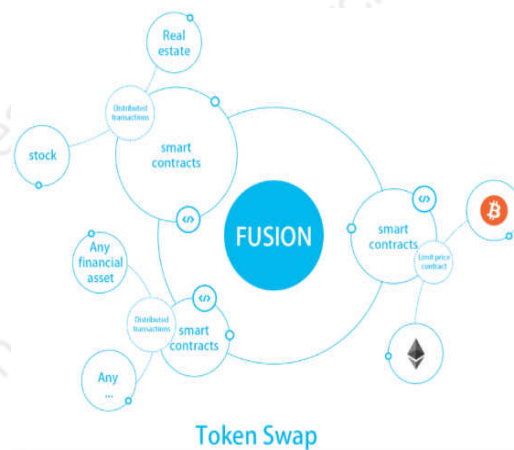 Real
estate
Distributed
transactions
stock
smart
contracts
</>
FUSION
</>
smart
contracts
Limit price
contract
Any
financial
asset
</>
Distributed
transactions
smart
contracts
Any
...
Token Swap